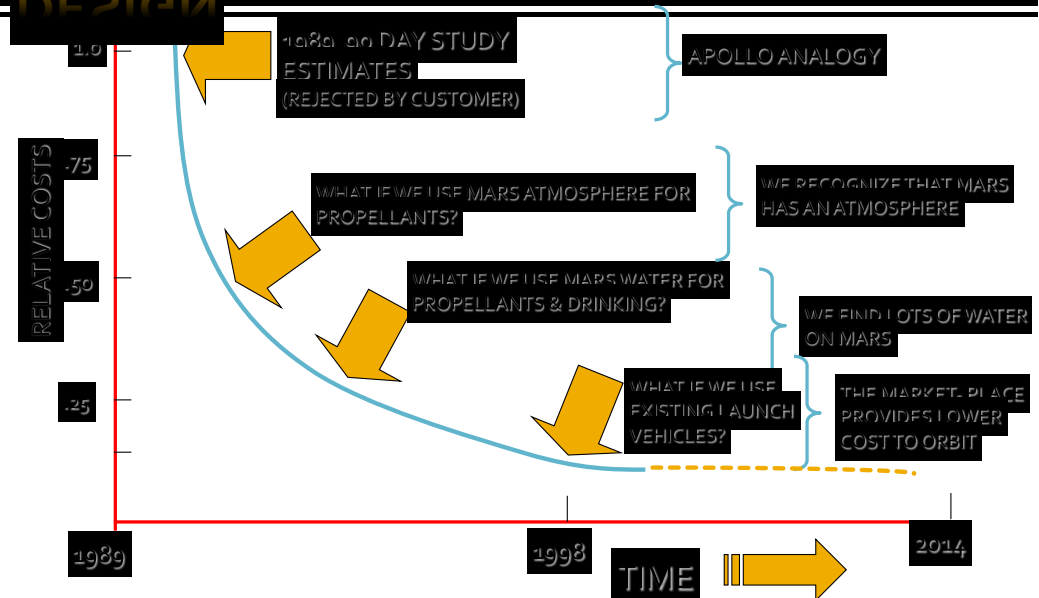 DESIGN
1.0
1989 90 DAY STUDY
ESTIMATES
(REJECTED BY CUSTOMER)
APOLLO ANALOGY
.75
RELATIVE COSTS
WHAT IF WE USE MARS ATMOSPHERE FOR
PROPELLANTS?
WE RECOGNIZE THAT MARS
HAS AN ATMOSPHERE
.50
WHAT IF WE USE MARS WATER FOR
PROPELLANTS & DRINKING?
WE FIND LOTS OF WATER
ON MARS
.25
WHAT IF WE USE
EXISTING LAUNCH
VEHICLES?
THE MARKET- PLACE
PROVIDES LOWER
COST TO ORBIT
1989
1998
2014
TIME